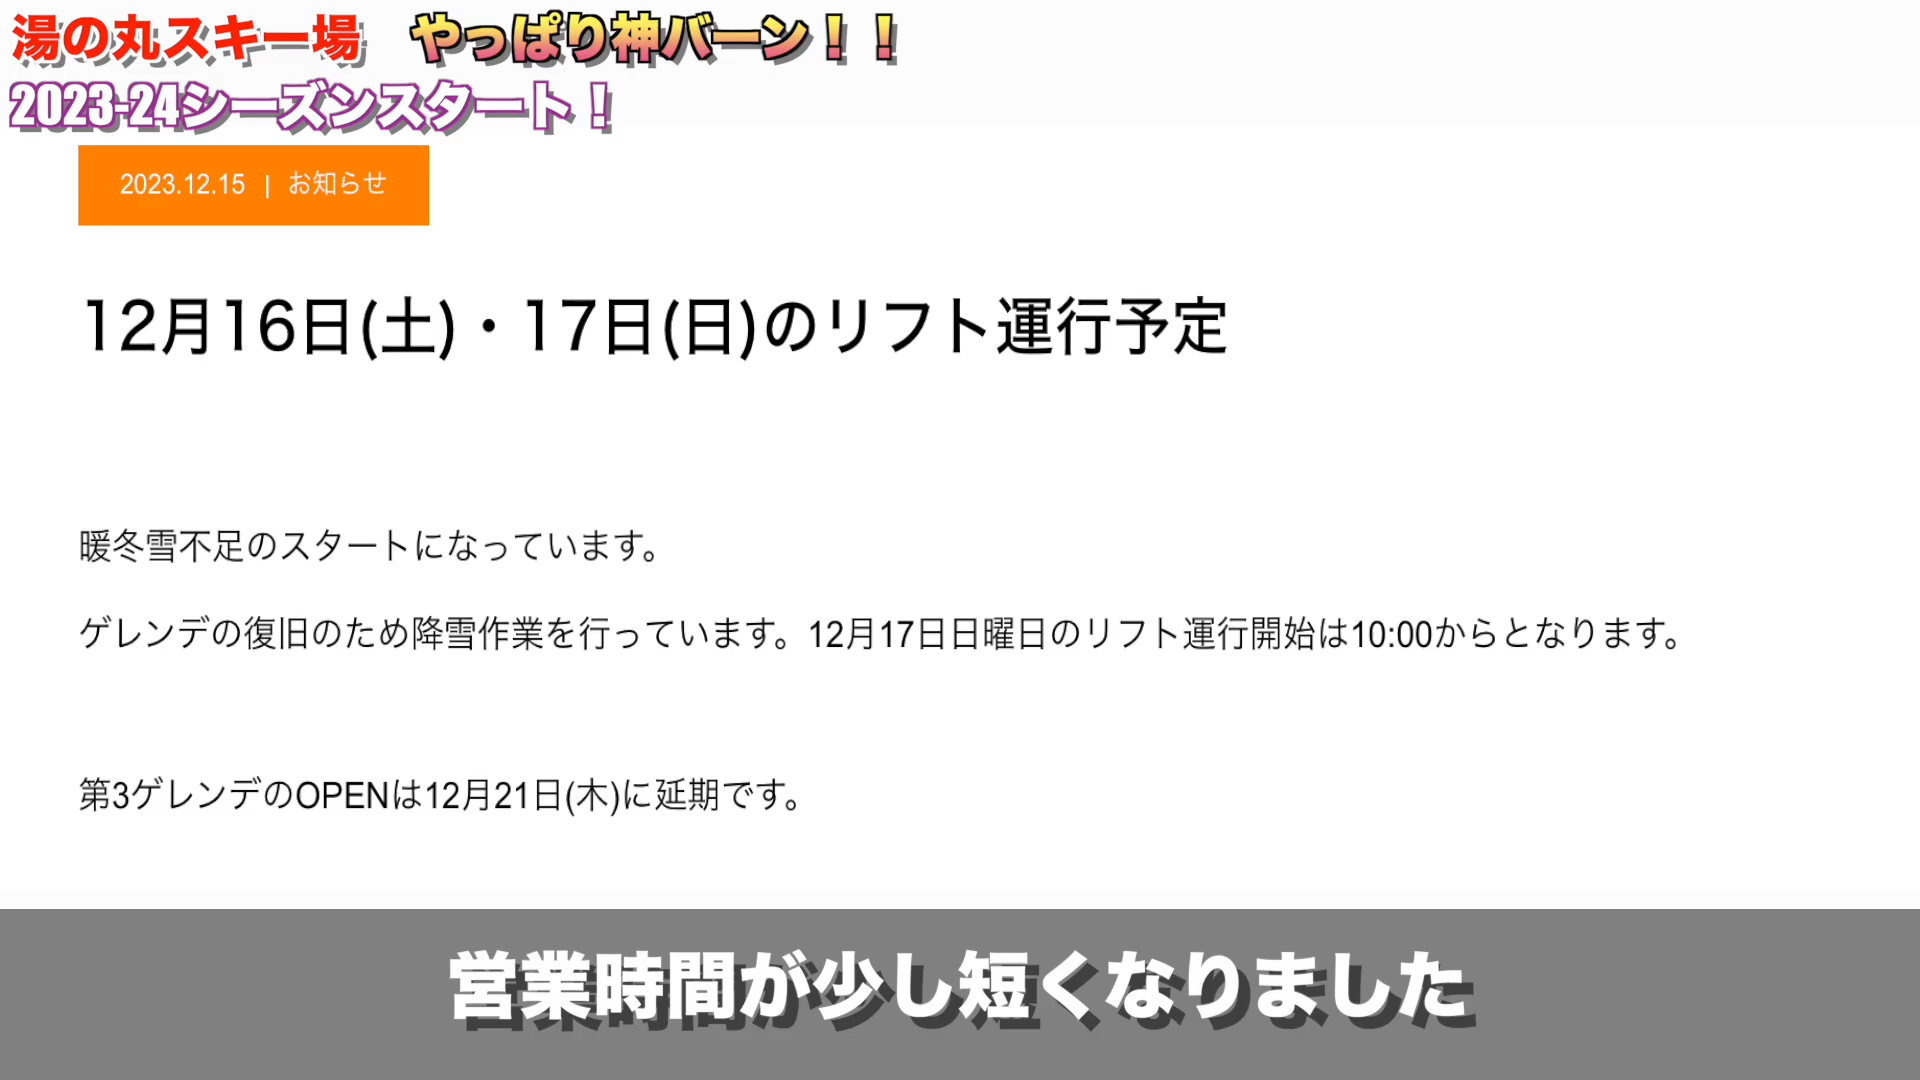 湯の丸スキー場　やっぱり神バーン！！
2023-24シーズンスタート！
2023.12.15 | お知らせ
12月16日(土)・17日(日)のリフト運行予定
暖冬雪不足のスタートになっています。
ゲレンデの復旧のため降雪作業を行っています。12月17日日曜日のリフト運行開始は10:00からとなります。
第3ゲレンデのOPENは12月21日(木)に延期です。
営業時間が少し短くなりました